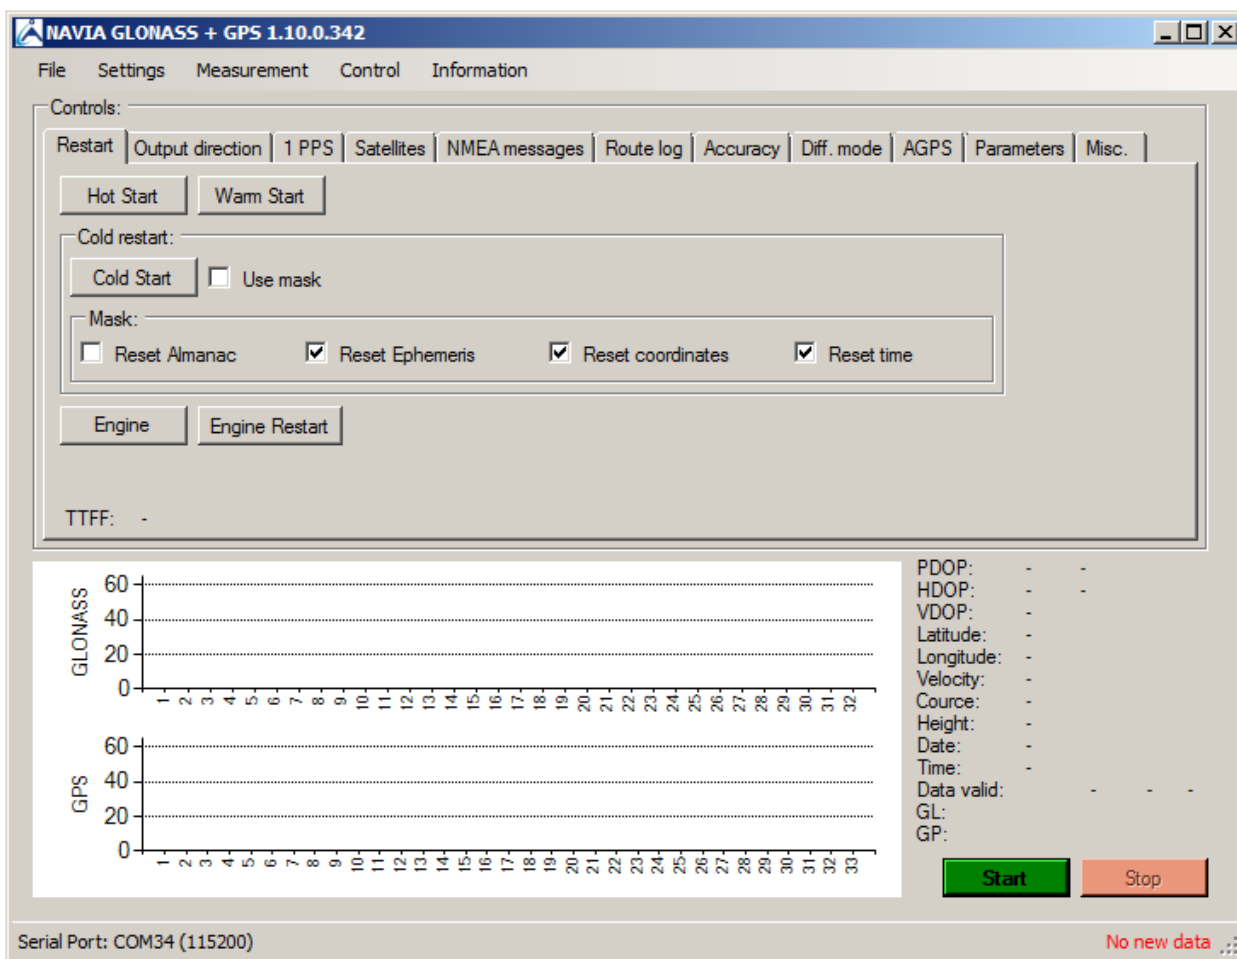 NAVIA GLONASS + GPS 1.10.0.342
File Settings Measurement Control Information
Controls:
Restart Output direction 1 PPS Satellites NMEA messages Route log Accuracy Diff. mode AGPS Parameters Misc.
Hot Start Warm Start
Cold restart:
Cold Start Use mask
Mask:
Reset Almanac Reset Ephemeris Reset coordinates Reset time
Engine Engine Restart
TTFF: -
GLONASS
60
40
20
0
1 2 3 4 5 6 7 8 9 10 11 12 13 14 15 16 17 18 19 20 21 22 23 24 25 26 27 28 29 30 31 32
GPS
60
40
20
0
1 2 3 4 5 6 7 8 9 10 11 12 13 14 15 16 17 18 19 20 21 22 23 24 25 26 27 28 29 30 31 32 33
PDOP: - -
HDOP: - -
VDOP: -
Latitude: -
Longitude: -
Velocity: -
Cource: -
Height: -
Date: -
Time: -
Data valid: - - -
GL:
GP:
Start Stop
Serial Port: COM34 (115200) No new data